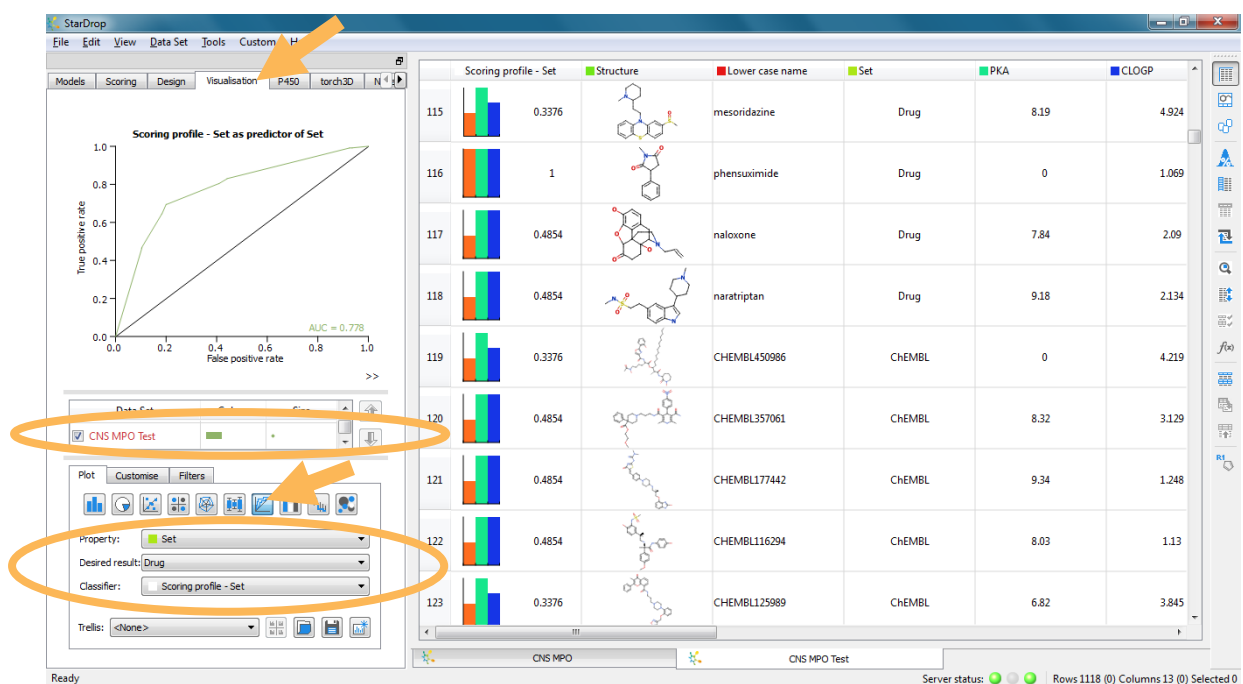 StarDrop
File Edit View Data Set Tools Custom H
Models Scoring Design Visualisation P450 torch3D N
Scoring profile - Set as predictor of Set
1.0
0.8
0.6
0.4
0.2
0.0
True positive rate
AUC = 0.778
0.0 0.2 0.4 0.6 0.8 1.0
False positive rate
>>
CNS MPO Test
Plot Customise Filters
Property: Set
Desired result: Drug
Classifier: Scoring profile - Set
Trellis: <None>
Scoring profile - Set Structure Lower case name Set PKA CLOGP
115 0.3376 mesoridazine Drug 8.19 4.924
116 1 phensuximide Drug 0 1.069
117 0.4854 naloxone Drug 7.84 2.09
118 0.4854 naratriptan Drug 9.18 2.134
119 0.3376 CHEMBL450986 ChEMBL 0 4.219
120 0.4854 CHEMBL357061 ChEMBL 8.32 3.129
121 0.4854 CHEMBL177442 ChEMBL 9.34 1.248
122 0.4854 CHEMBL116294 ChEMBL 8.03 1.13
123 0.3376 CHEMBL125989 ChEMBL 6.82 3.845
f(x)
R1
CNS MPO CNS MPO Test
Ready
Server status: Rows 1118 (0) Columns 13 (0) Selected 0